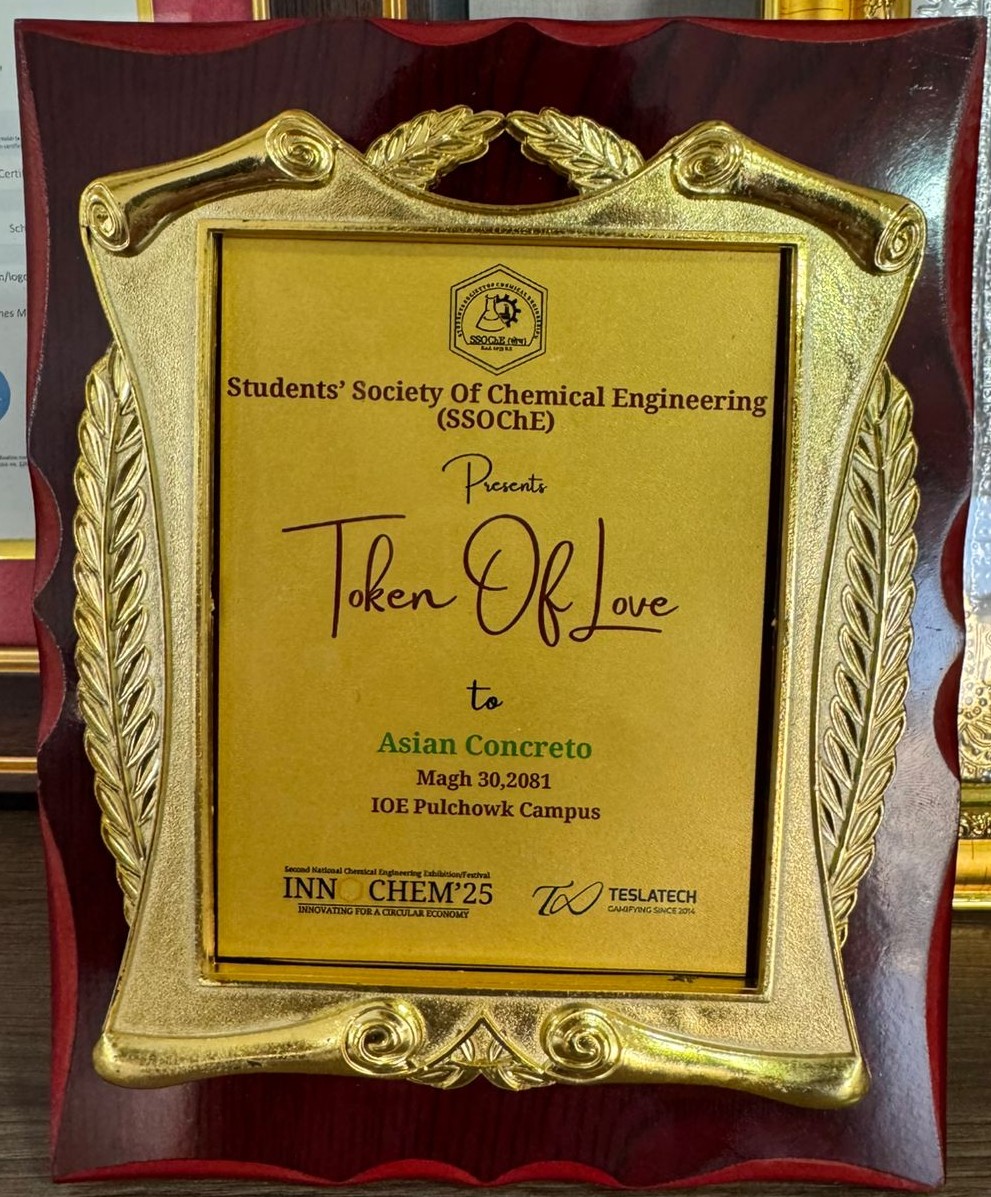 SSOChE (सोच)
Students’ Society Of Chemical Engineering
(SSOChE)
Presents
Token Of Love
to
Asian Concreto
Magh 30,2081
IOE Pulchowk Campus
Second National Chemical Engineering Exhibition/Festival
INNOCHEM’25
INNOVATING FOR A CIRCULAR ECONOMY
TESLATECH
GAMIFYING SINCE 2014